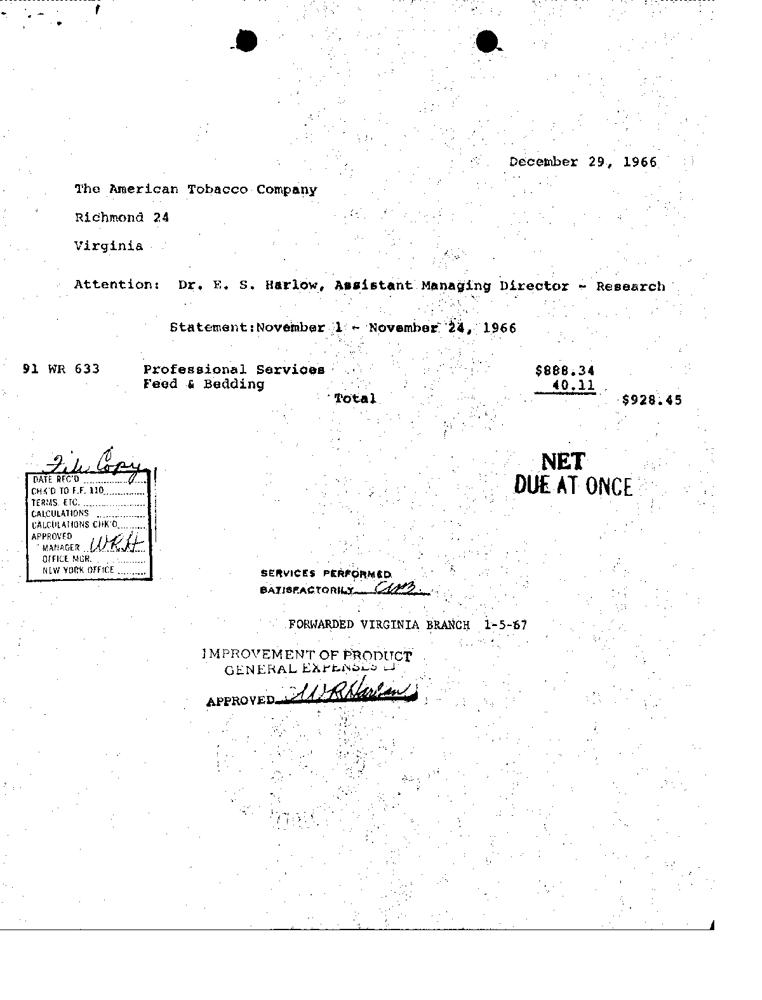 December 29, 1966
The American Tobacco Company
Richmond 24
Virginia
Attention: Dr. E. S. Harlow, Assistant Managing Director - Research
Statement:November 1 - November 24, 1966
91 WR 633 Professional Services $888.34
Feed & Bedding 40.11
Total $928.45
File Copy
DATE REC'D
CHK'D TO F.F. 110
TERMS, ETC.
CALCULATIONS
CALCULATIONS CHK'D
APPROVED
MANAGER WRH
OFFICE MGR.
NEW YORK OFFICE
NET
DUE AT ONCE
SERVICES PERFORMED
SATISFACTORILY
FORWARDED VIRGINIA BRANCH 1-5-67
IMPROVEMENT OF PRODUCT
GENERAL EXPENSES
APPROVED WRHarlan